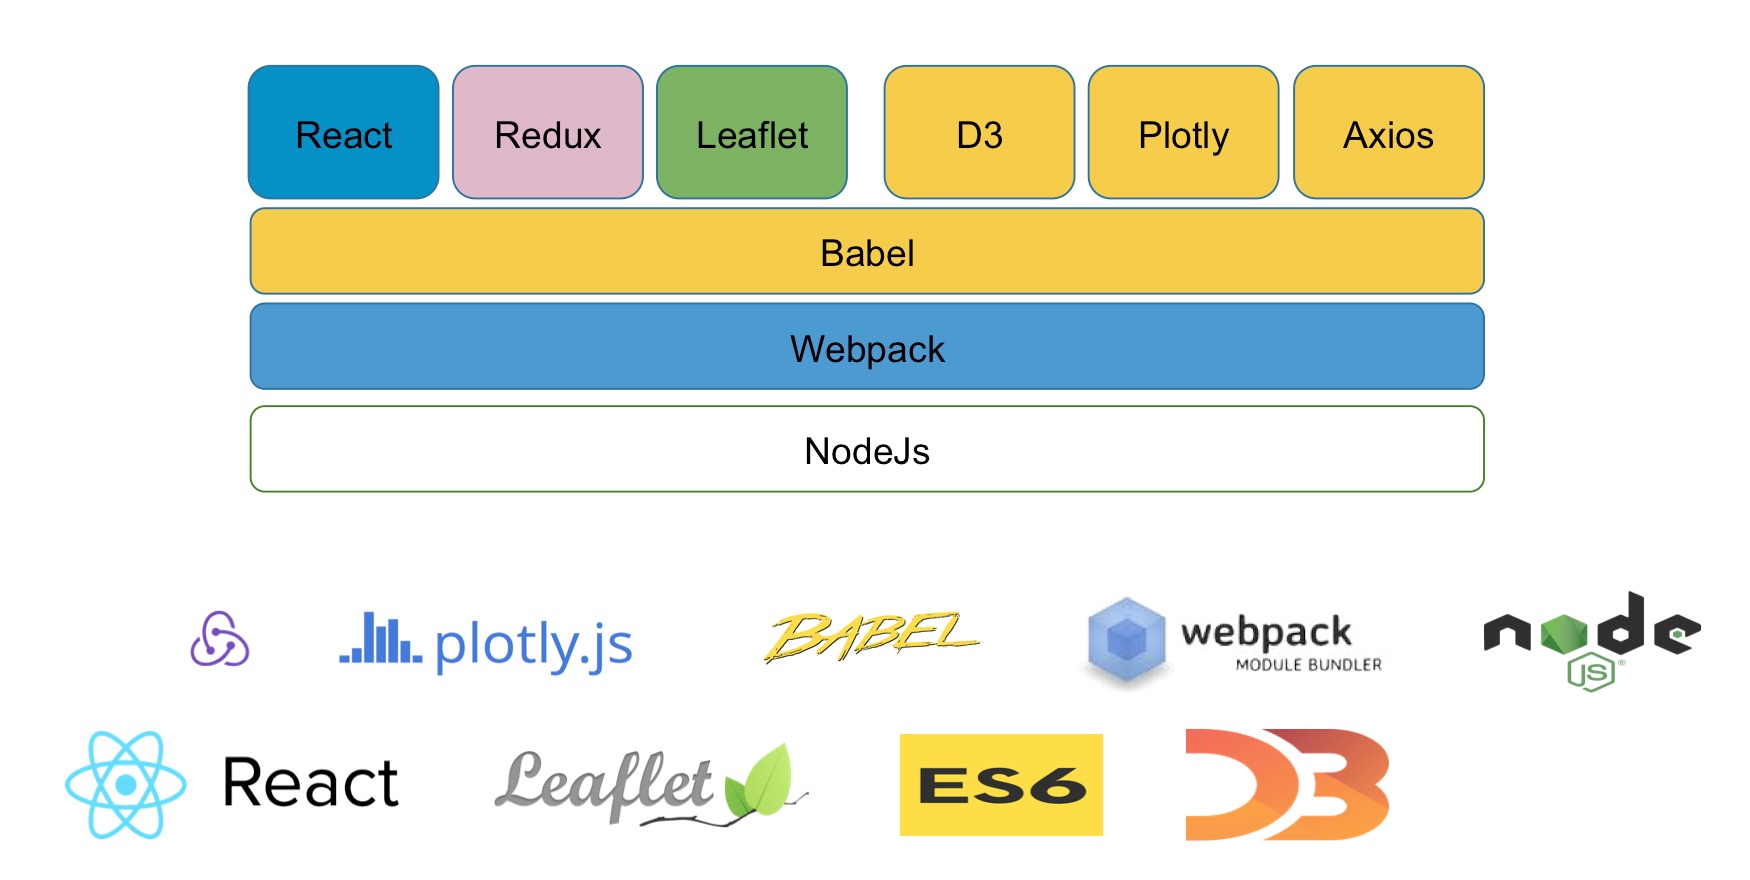 React Redux Leaflet D3 Plotly Axios
Babel
Webpack
NodeJs
plotly.js BABEL webpack node
MODULE BUNDLER JS®
React Leaflet ES6 D3